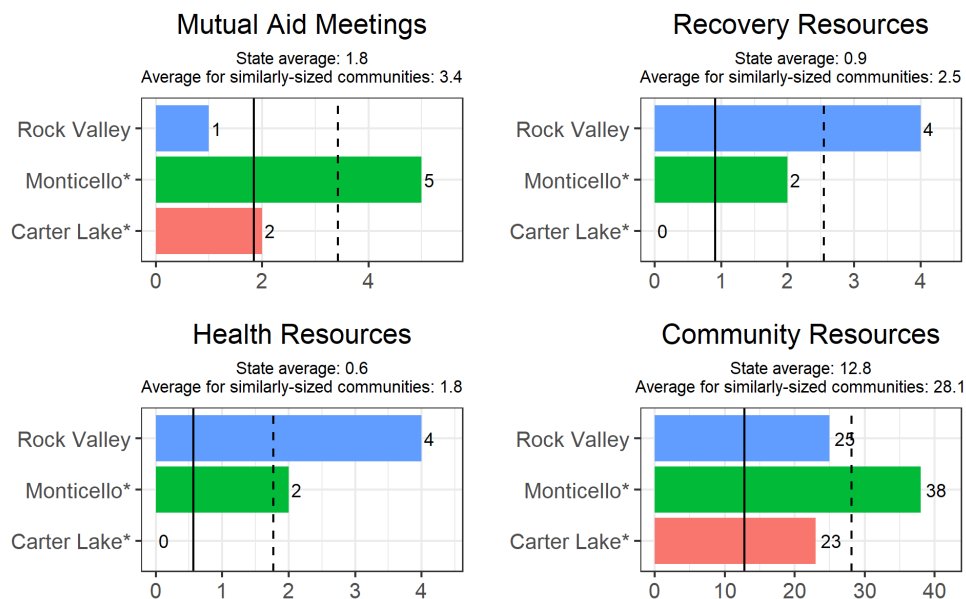 Mutual Aid Meetings
State average: 1.8
Average for similarly-sized communities: 3.4
Rock Valley
1
Monticello*
5
Carter Lake*
2
0 2 4
Recovery Resources
State average: 0.9
Average for similarly-sized communities: 2.5
Rock Valley
4
Monticello*
2
Carter Lake*
0
0 1 2 3 4
Health Resources
State average: 0.6
Average for similarly-sized communities: 1.8
Rock Valley
4
Monticello*
2
Carter Lake*
0
0 1 2 3 4
Community Resources
State average: 12.8
Average for similarly-sized communities: 28.1
Rock Valley
25
Monticello*
38
Carter Lake*
23
0 10 20 30 40